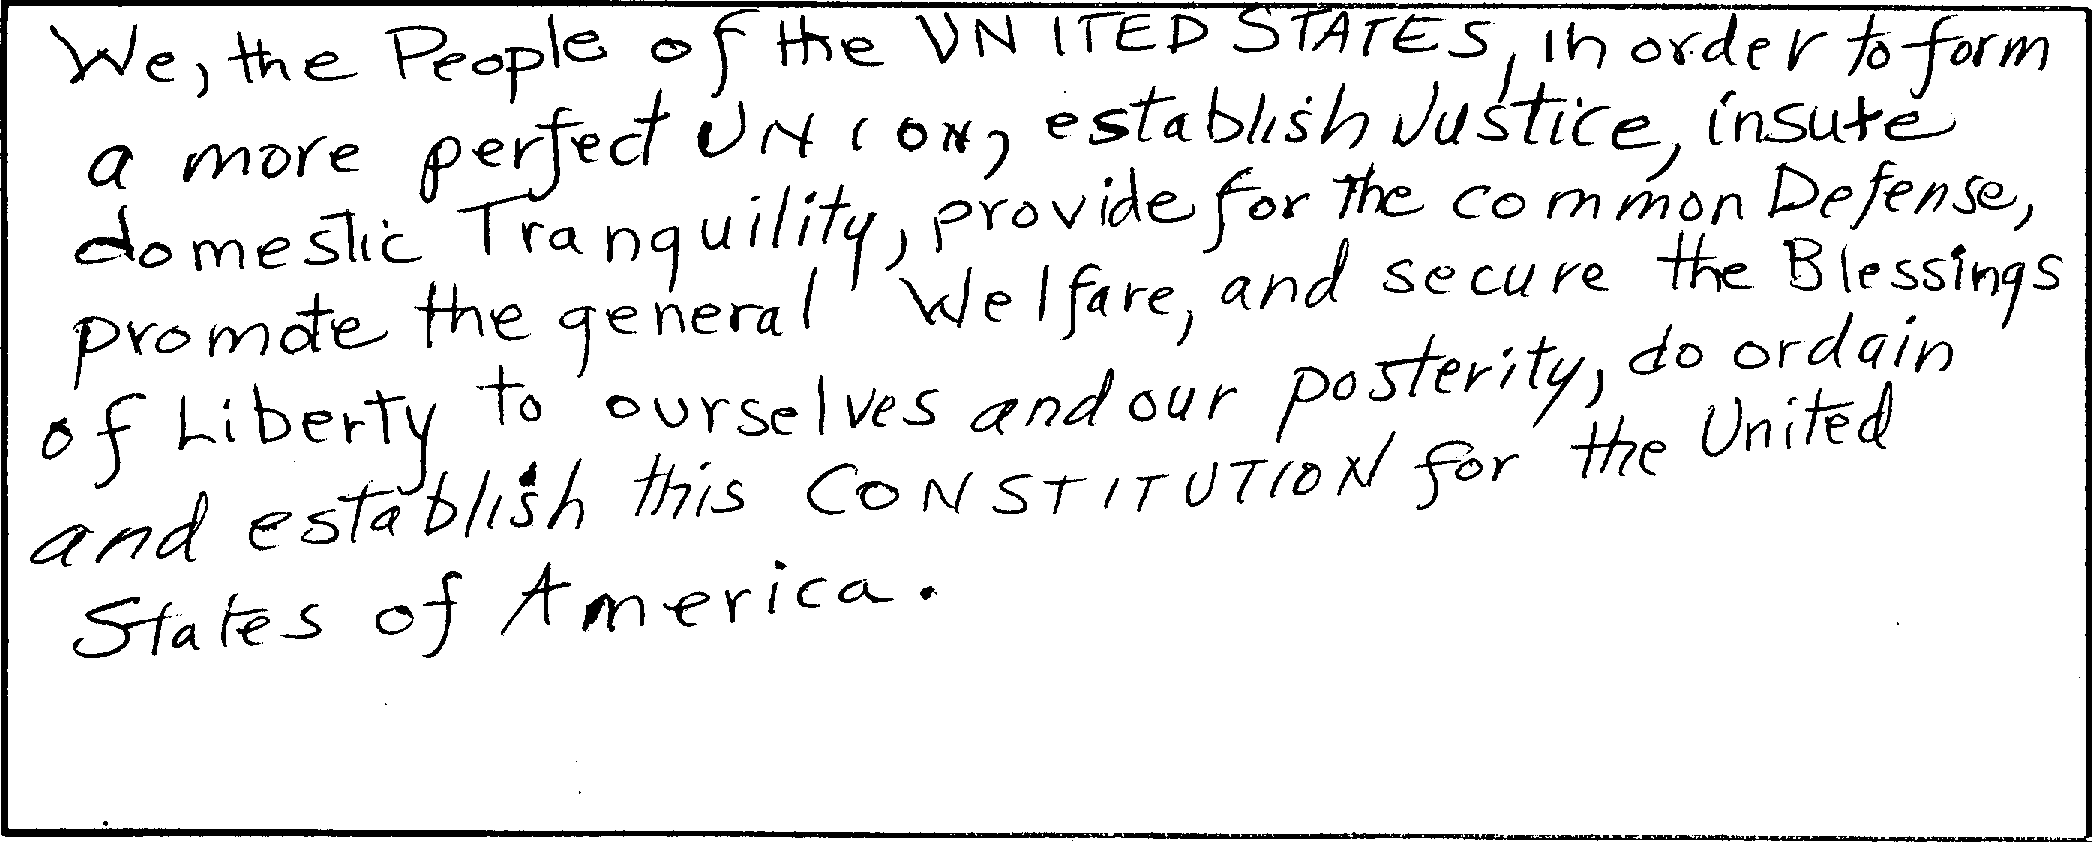 We, the People of the UNITED STATES, in order to form
a more perfect UNION, establish Justice, insure
domestic Tranquility, provide for the common Defense,
promote the general Welfare, and secure the Blessings
of Liberty to ourselves and our posterity, do ordain
and establish this CONSTITUTION for the United
States of America.